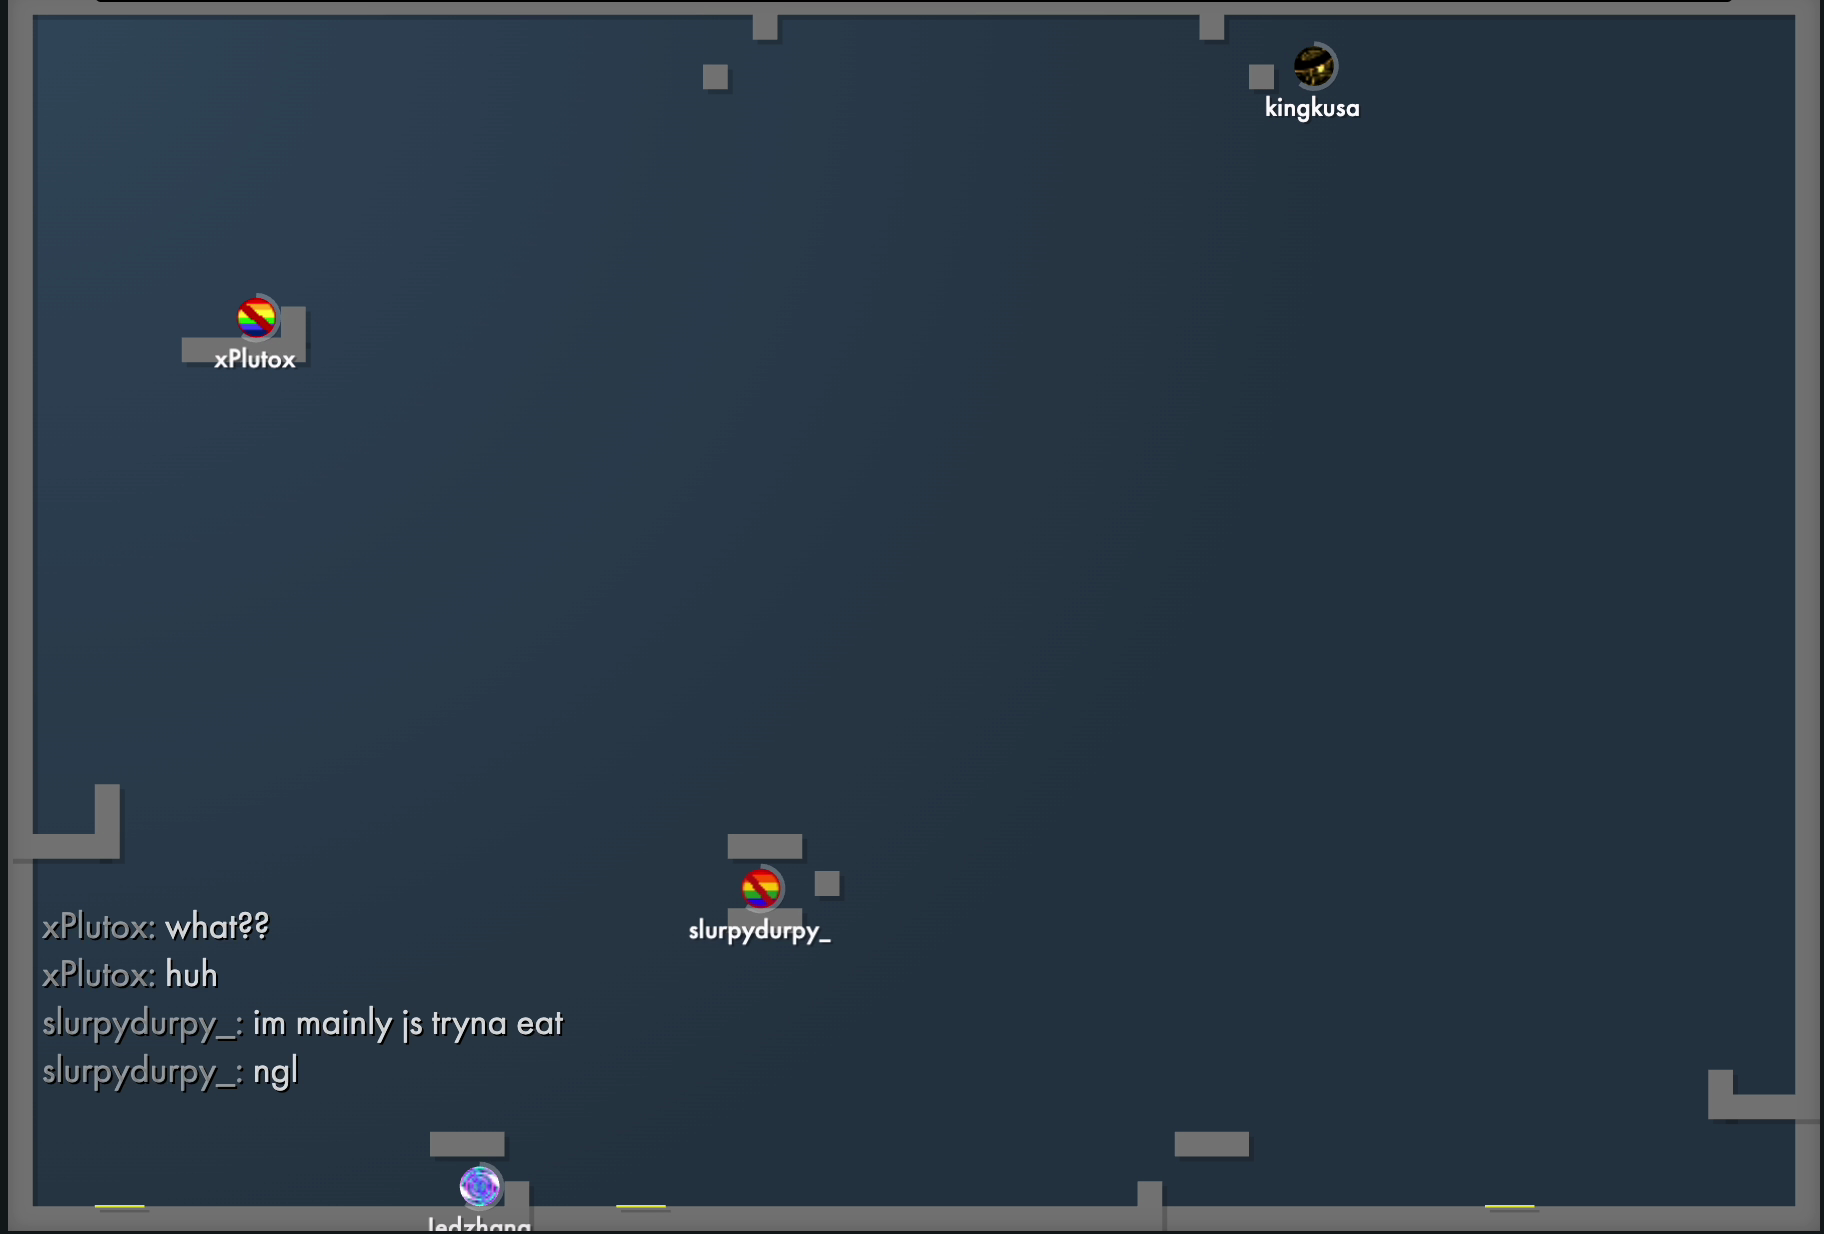 kingkusa
xPlutox
xPlutox: what??
slurpydurpy_
xPlutox: huh
slurpydurpy_: im mainly js tryna eat
slurpydurpy_: ngl